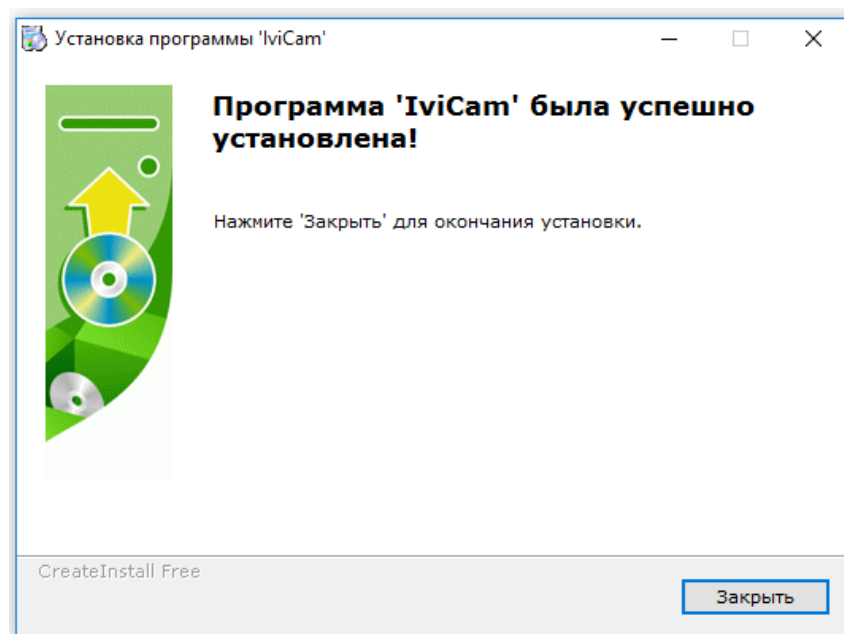 Установка программы 'IviCam'
Программа 'IviCam' была успешно
установлена!
Нажмите 'Закрыть' для окончания установки.
CreateInstall Free
Закрыть